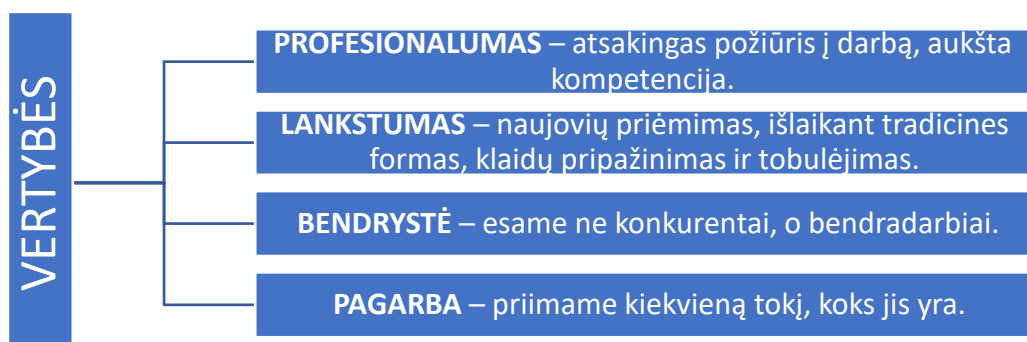 VERTYBĖS
PROFESIONALUMAS – atsakingas požiūris į darbą, aukšta
kompetencija.
LANKSTUMAS – naujovių priėmimas, išlaikant tradicines
formas, klaidų pripažinimas ir tobulėjimas.
BENDRYSTĖ – esame ne konkurentai, o bendradarbiai.
PAGARBA – priimame kiekvieną tokį, koks jis yra.